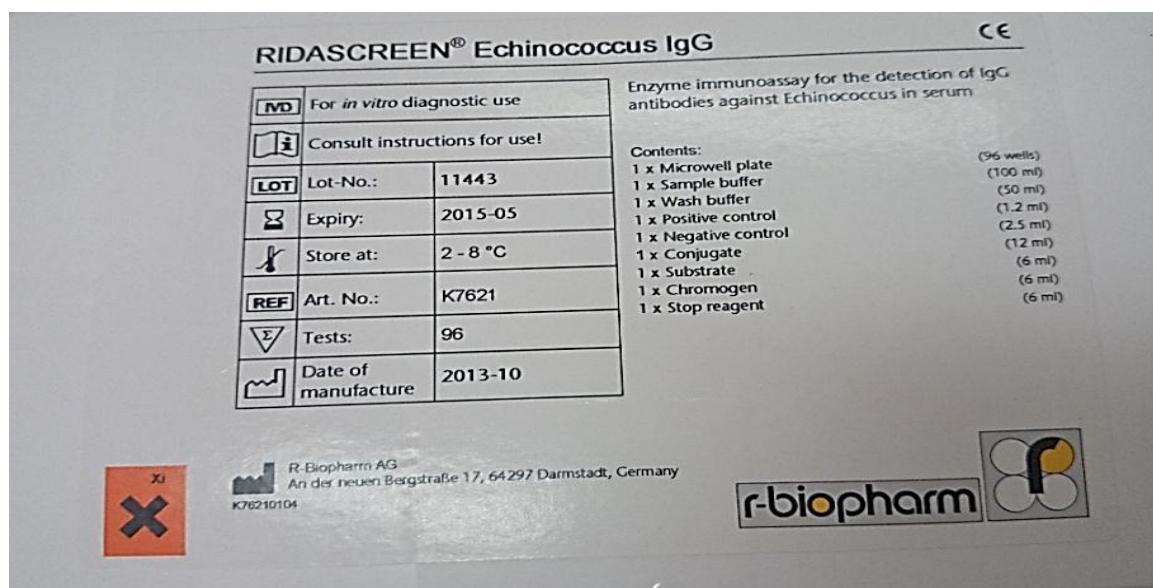 RIDASCREEN® Echinococcus IgG
CE
IVD For in vitro diagnostic use
Consult instructions for use!
LOT Lot-No.: 11443
Expiry: 2015-05
Store at: 2 - 8 °C
REF Art. No.: K7621
Σ Tests: 96
Date of
manufacture 2013-10
Enzyme immunoassay for the detection of IgG
antibodies against Echinococcus in serum
Contents:
1 x Microwell plate (96 wells)
1 x Sample buffer (100 ml)
1 x Wash buffer (50 ml)
1 x Positive control (1.2 ml)
1 x Negative control (2.5 ml)
1 x Conjugate (12 ml)
1 x Substrate (6 ml)
1 x Chromogen (6 ml)
1 x Stop reagent (6 ml)
Xi
R-Biopharm AG
An der neuen Bergstraße 17, 64297 Darmstadt, Germany
K76210104
r-biopharm
r